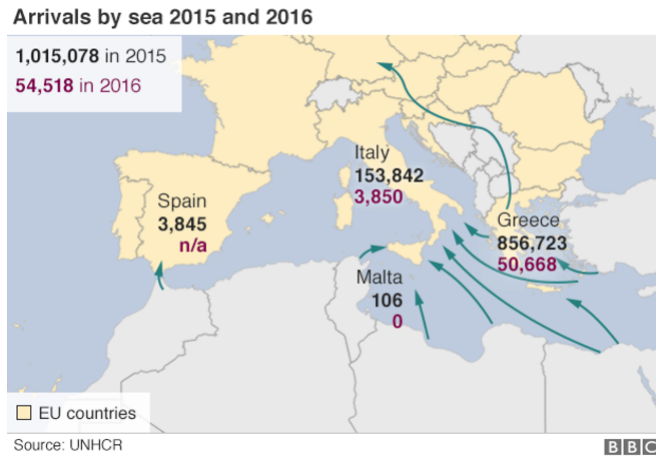 Arrivals by sea 2015 and 2016
1,015,078 in 2015
54,518 in 2016
Italy
153,842
3,850
Spain
3,845
n/a
Greece
856,723
50,668
Malta
106
0
EU countries
Source: UNHCR
BBC